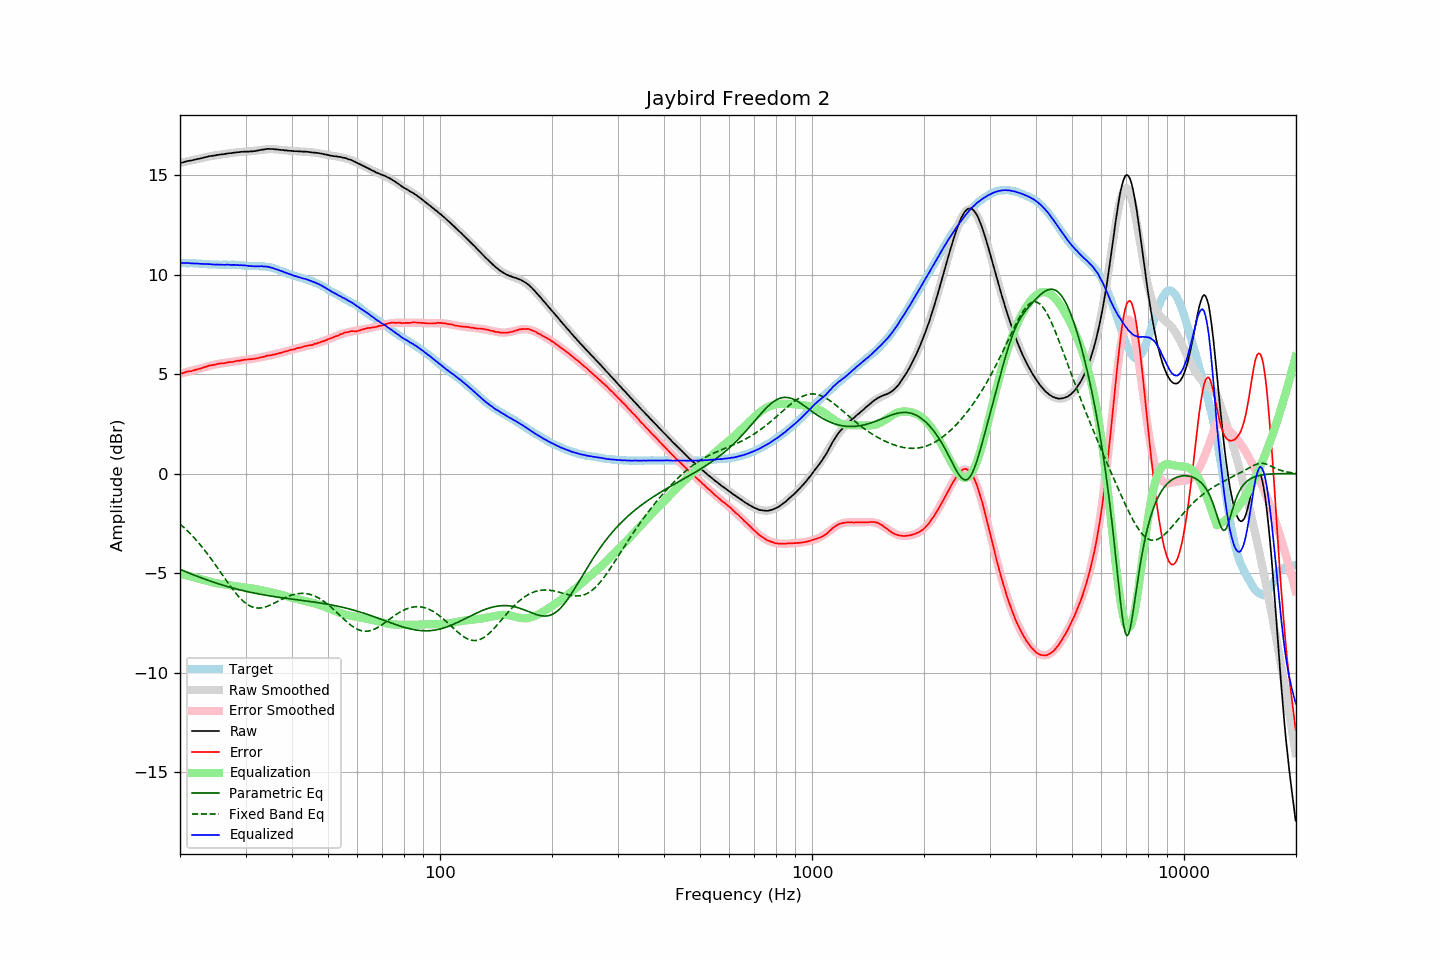 Jaybird Freedom 2
Amplitude (dBr)
15
10
5
0
−5
−10
−15
Target
Raw Smoothed
Error Smoothed
Raw
Error
Equalization
Parametric Eq
Fixed Band Eq
Equalized
100
1000
10000
Frequency (Hz)